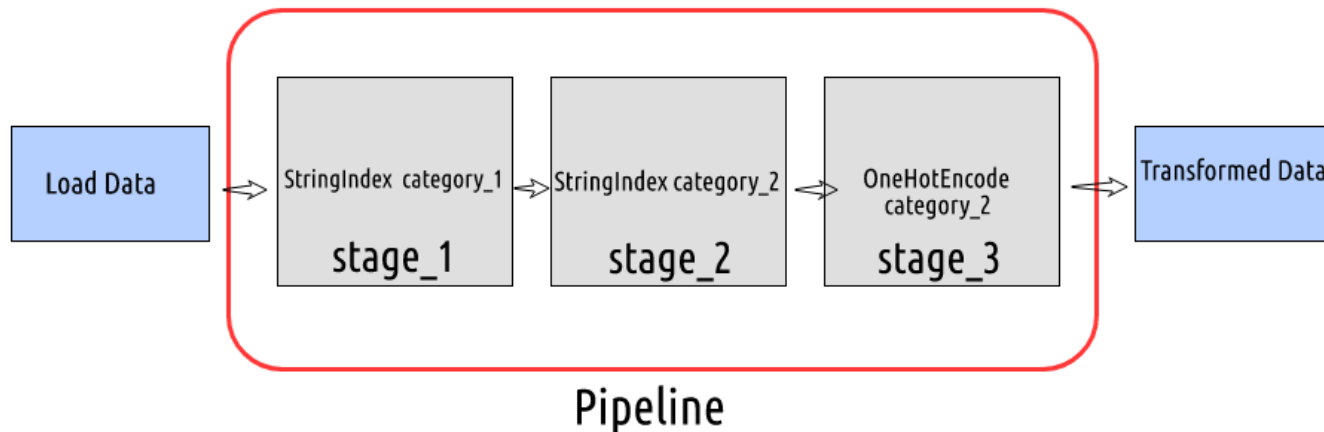 Load Data
StringIndex category_1
stage_1
StringIndex category_2
stage_2
OneHotEncode
category_2
stage_3
Transformed Data
Pipeline